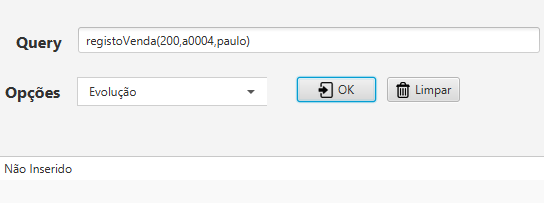 Query registoVenda(200,a0004,paulo)
Opções Evolução OK Limpar
Não Inserido